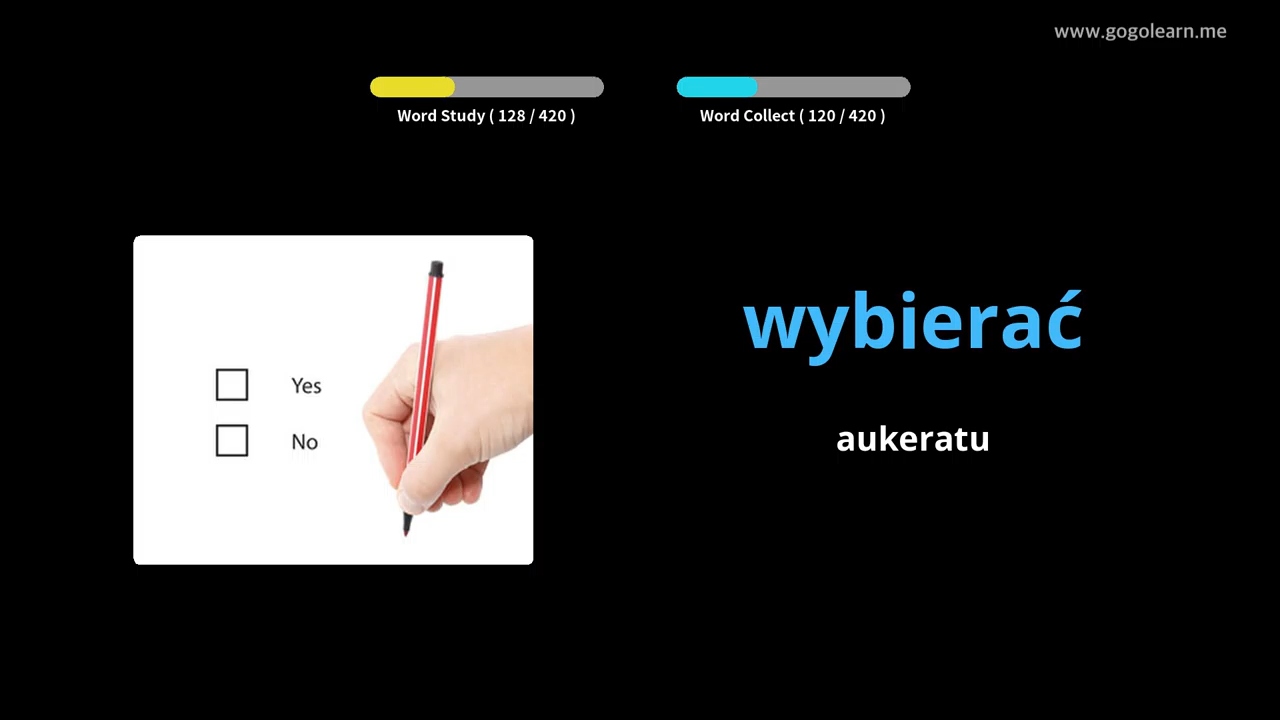 www.gogolearn.me
Word Study ( 128 / 420 )
Word Collect ( 120 / 420 )
Yes
No
wybierać
aukeratu